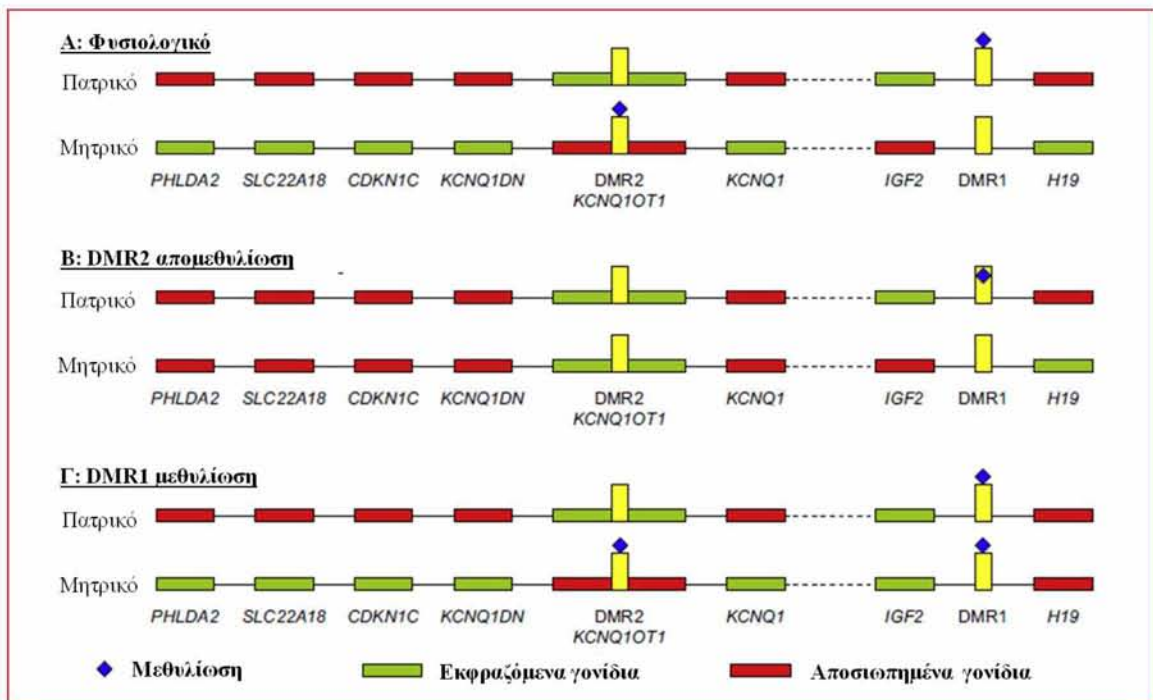 Α: Φυσιολογικό
Πατρικό
Μητρικό
PHLDA2 SLC22A18 CDKN1C KCNQ1DN DMR2 KCNQ1 IGF2 DMR1 H19
KCNQ1OT1
Β: DMR2 απομεθυλίωση
Πατρικό
Μητρικό
PHLDA2 SLC22A18 CDKN1C KCNQ1DN DMR2 KCNQ1 IGF2 DMR1 H19
KCNQ1OT1
Γ: DMR1 μεθυλίωση
Πατρικό
Μητρικό
PHLDA2 SLC22A18 CDKN1C KCNQ1DN DMR2 KCNQ1 IGF2 DMR1 H19
KCNQ1OT1
Μεθυλίωση Εκφραζόμενα γονίδια Αποσιωπημένα γονίδια